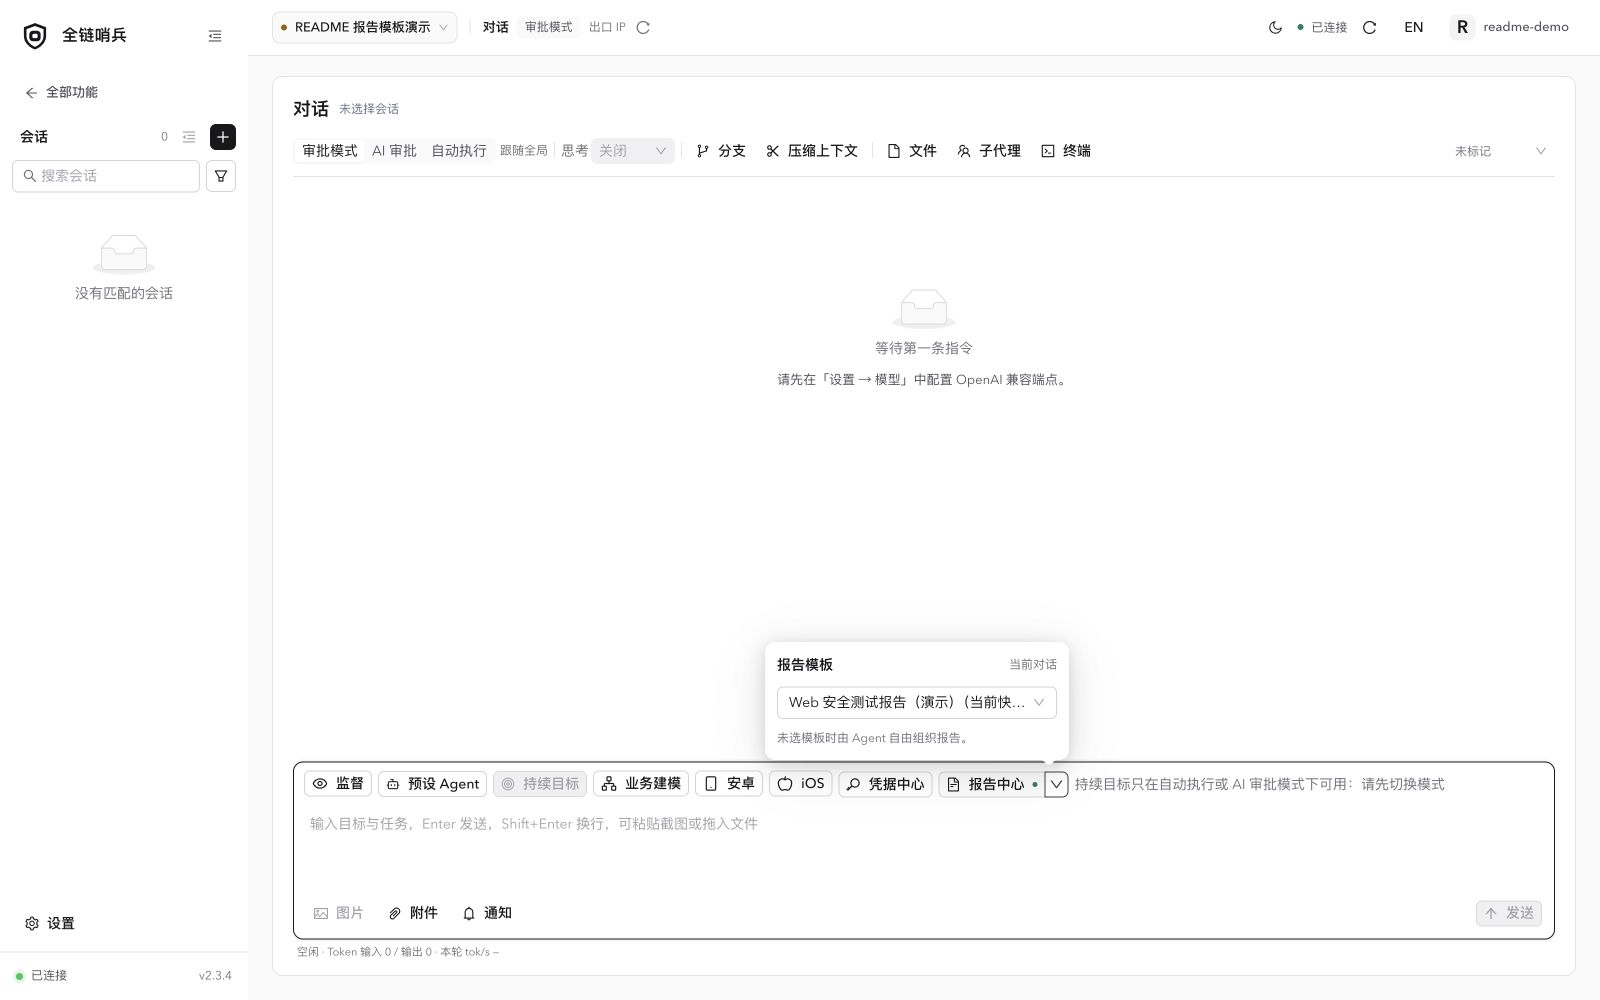 全链哨兵
全部功能
会话 0
搜索会话
没有匹配的会话
设置
已连接 v2.3.4
README 报告模板演示 对话 审批模式 出口 IP 已连接 EN R readme-demo
对话 未选择会话
审批模式 AI 审批 自动执行 跟随全局 思考 关闭 分支 压缩上下文 文件 子代理 终端 未标记
等待第一条指令
请先在「设置 → 模型」中配置 OpenAI 兼容端点。
报告模板 当前对话
Web 安全测试报告（演示）（当前快...
未选模板时由 Agent 自由组织报告。
监督 预设 Agent 持续目标 业务建模 安卓 iOS 凭据中心 报告中心 持续目标只在自动执行或 AI 审批模式下可用：请先切换模式
输入目标与任务，Enter 发送，Shift+Enter 换行，可粘贴截图或拖入文件
图片 附件 通知 发送
空闲 · Token 输入 0 / 输出 0 · 本轮 tok/s —